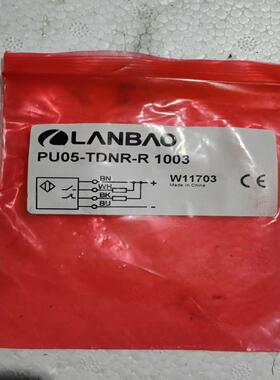 LANBAO
PU05-TDNR-R 1003
BN
WH
BK
BU
+
-
W11703
Made in China
CE